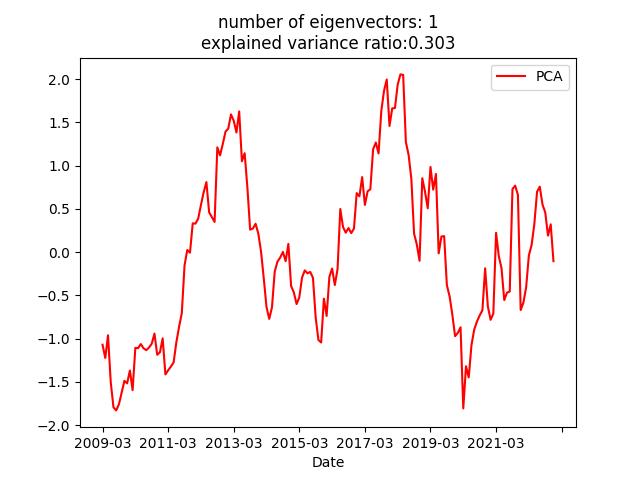 number of eigenvectors: 1
explained variance ratio:0.303
PCA
2.0
1.5
1.0
0.5
0.0
−0.5
−1.0
−1.5
−2.0
2009-03 2011-03 2013-03 2015-03 2017-03 2019-03 2021-03
Date